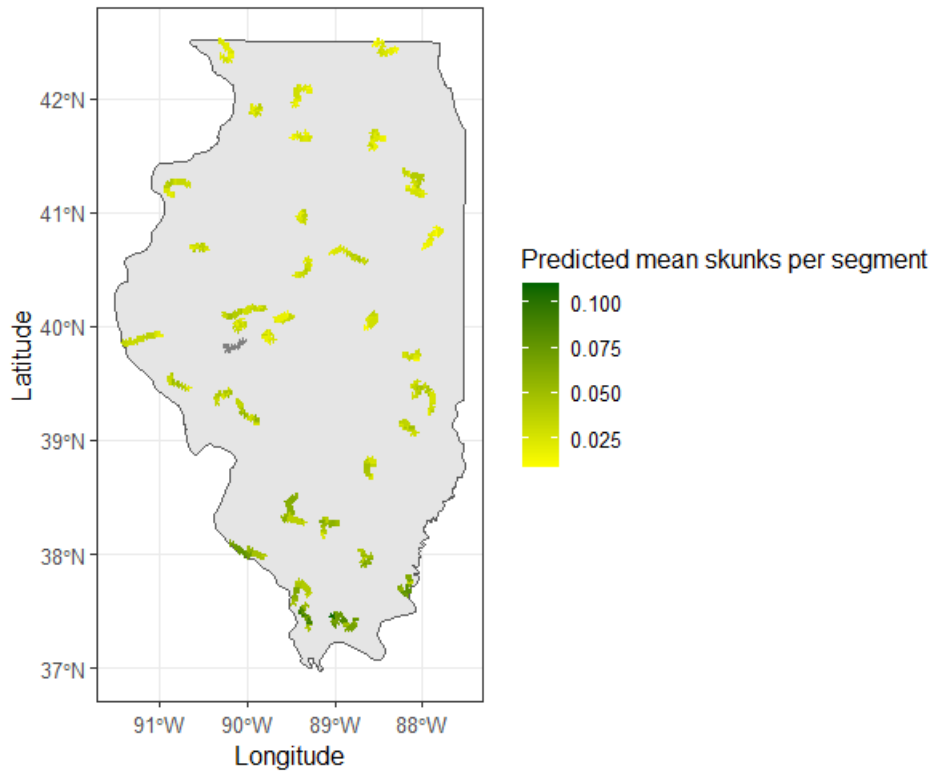 42°N
41°N
40°N
39°N
38°N
37°N
91°W 90°W 89°W 88°W
Latitude
Longitude
Predicted mean skunks per segment
0.100
0.075
0.050
0.025